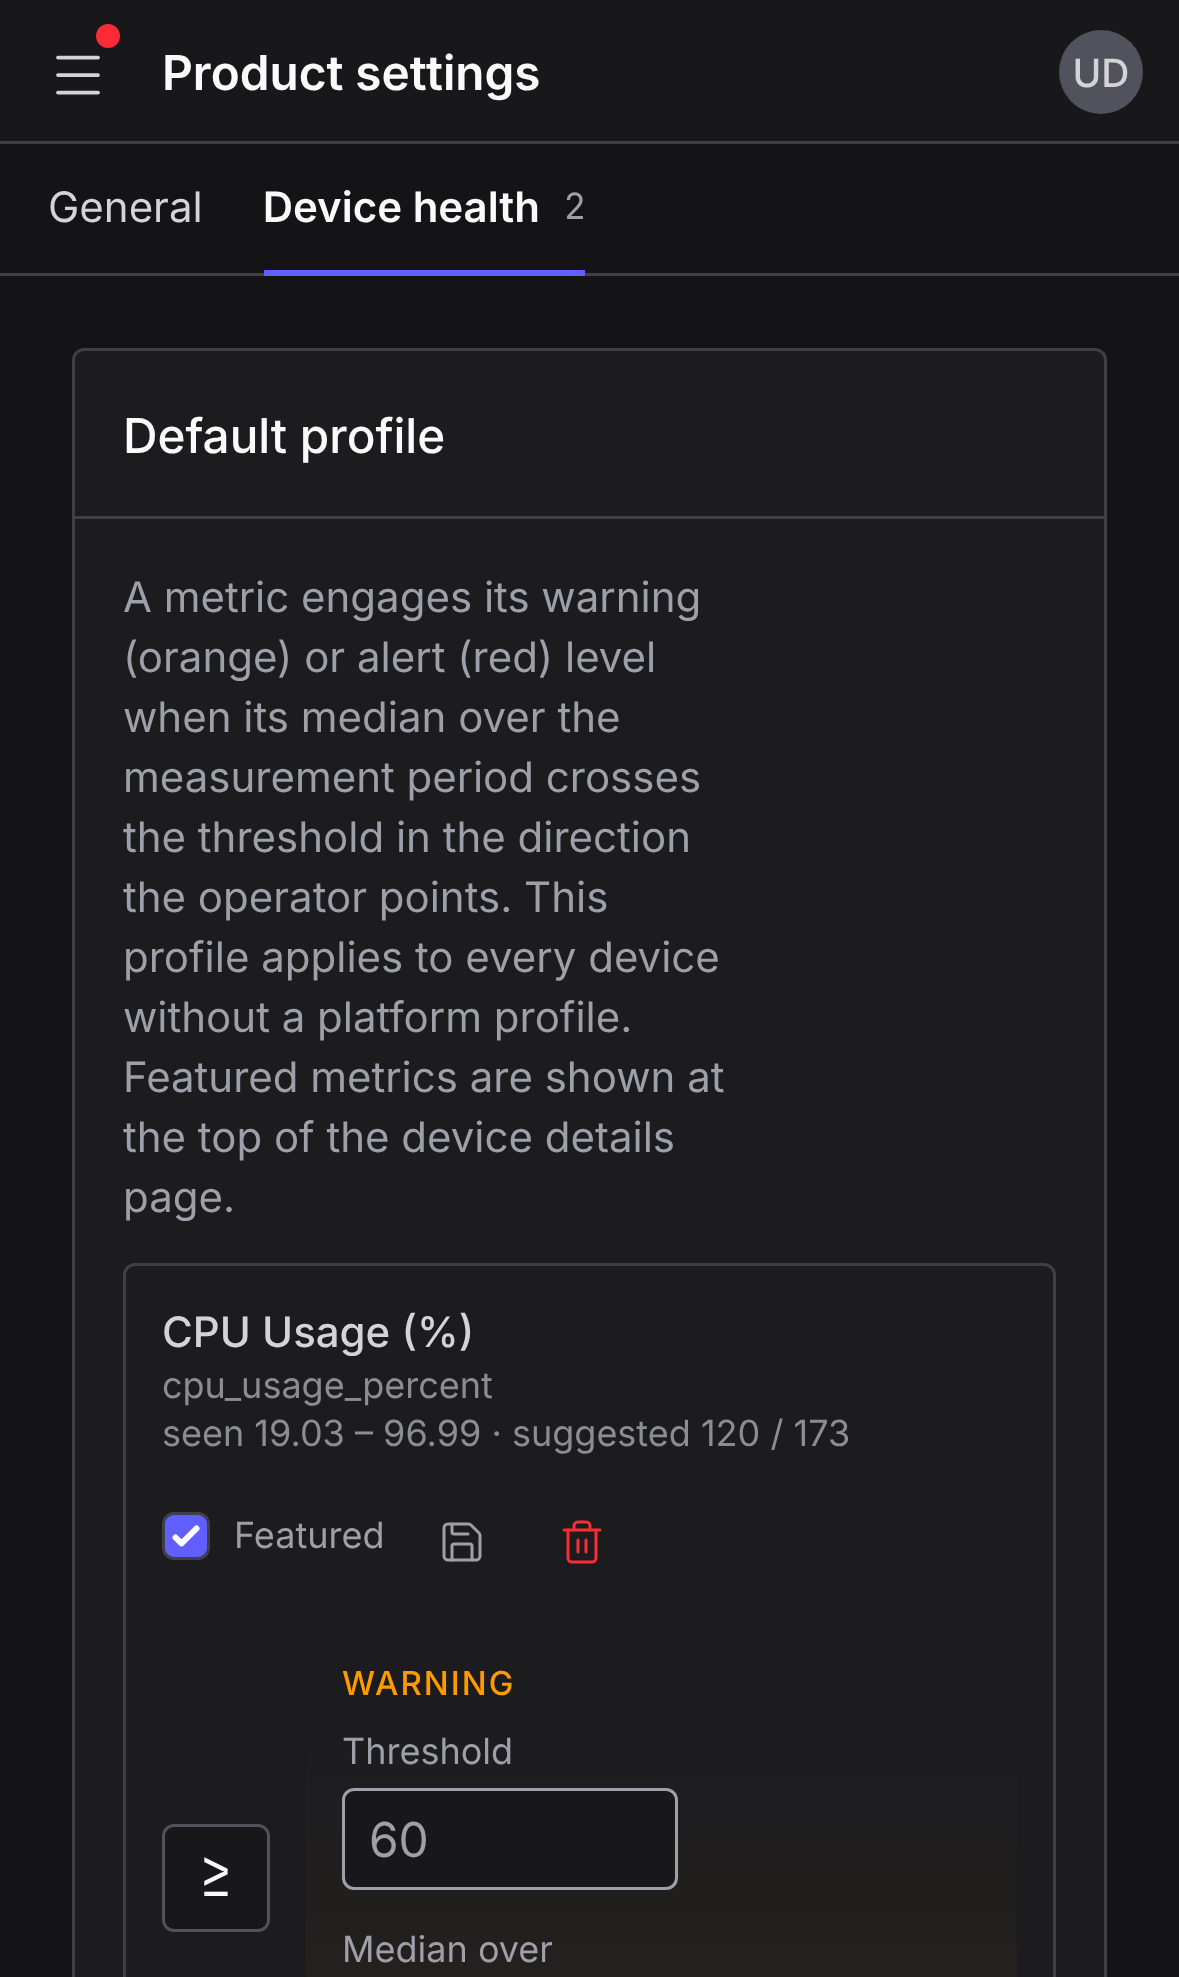 Product settings
UD
General
Device health 2
Default profile
A metric engages its warning
(orange) or alert (red) level
when its median over the
measurement period crosses
the threshold in the direction
the operator points. This
profile applies to every device
without a platform profile.
Featured metrics are shown at
the top of the device details
page.
CPU Usage (%)
cpu_usage_percent
seen 19.03 – 96.99 · suggested 120 / 173
Featured
WARNING
Threshold
60
≥
Median over